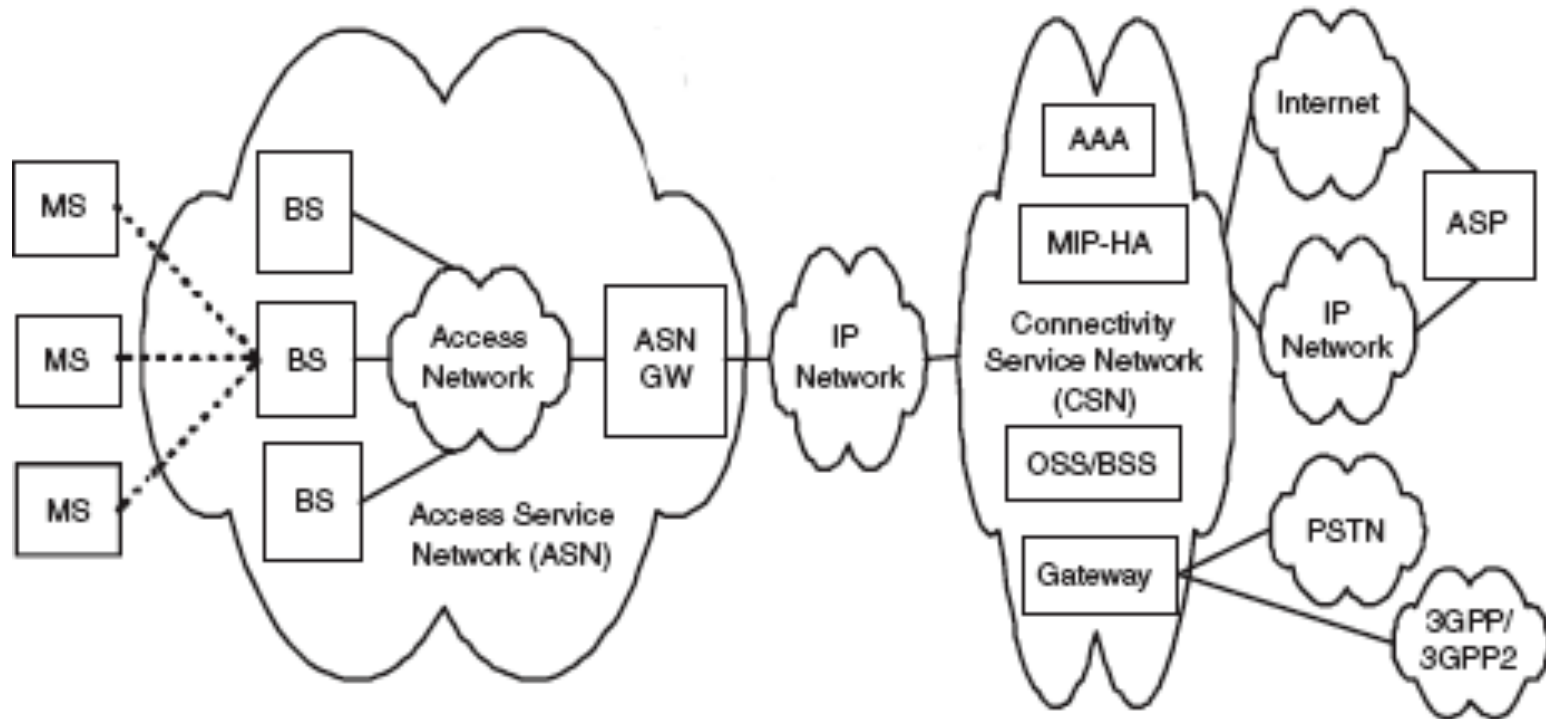 MS
MS
MS
BS
BS
BS
Access
Network
ASN
GW
Access Service
Network (ASN)
IP
Network
AAA
MIP-HA
Connectivity
Service Network
(CSN)
OSS/BSS
Gateway
Internet
ASP
IP
Network
PSTN
3GPP/
3GPP2